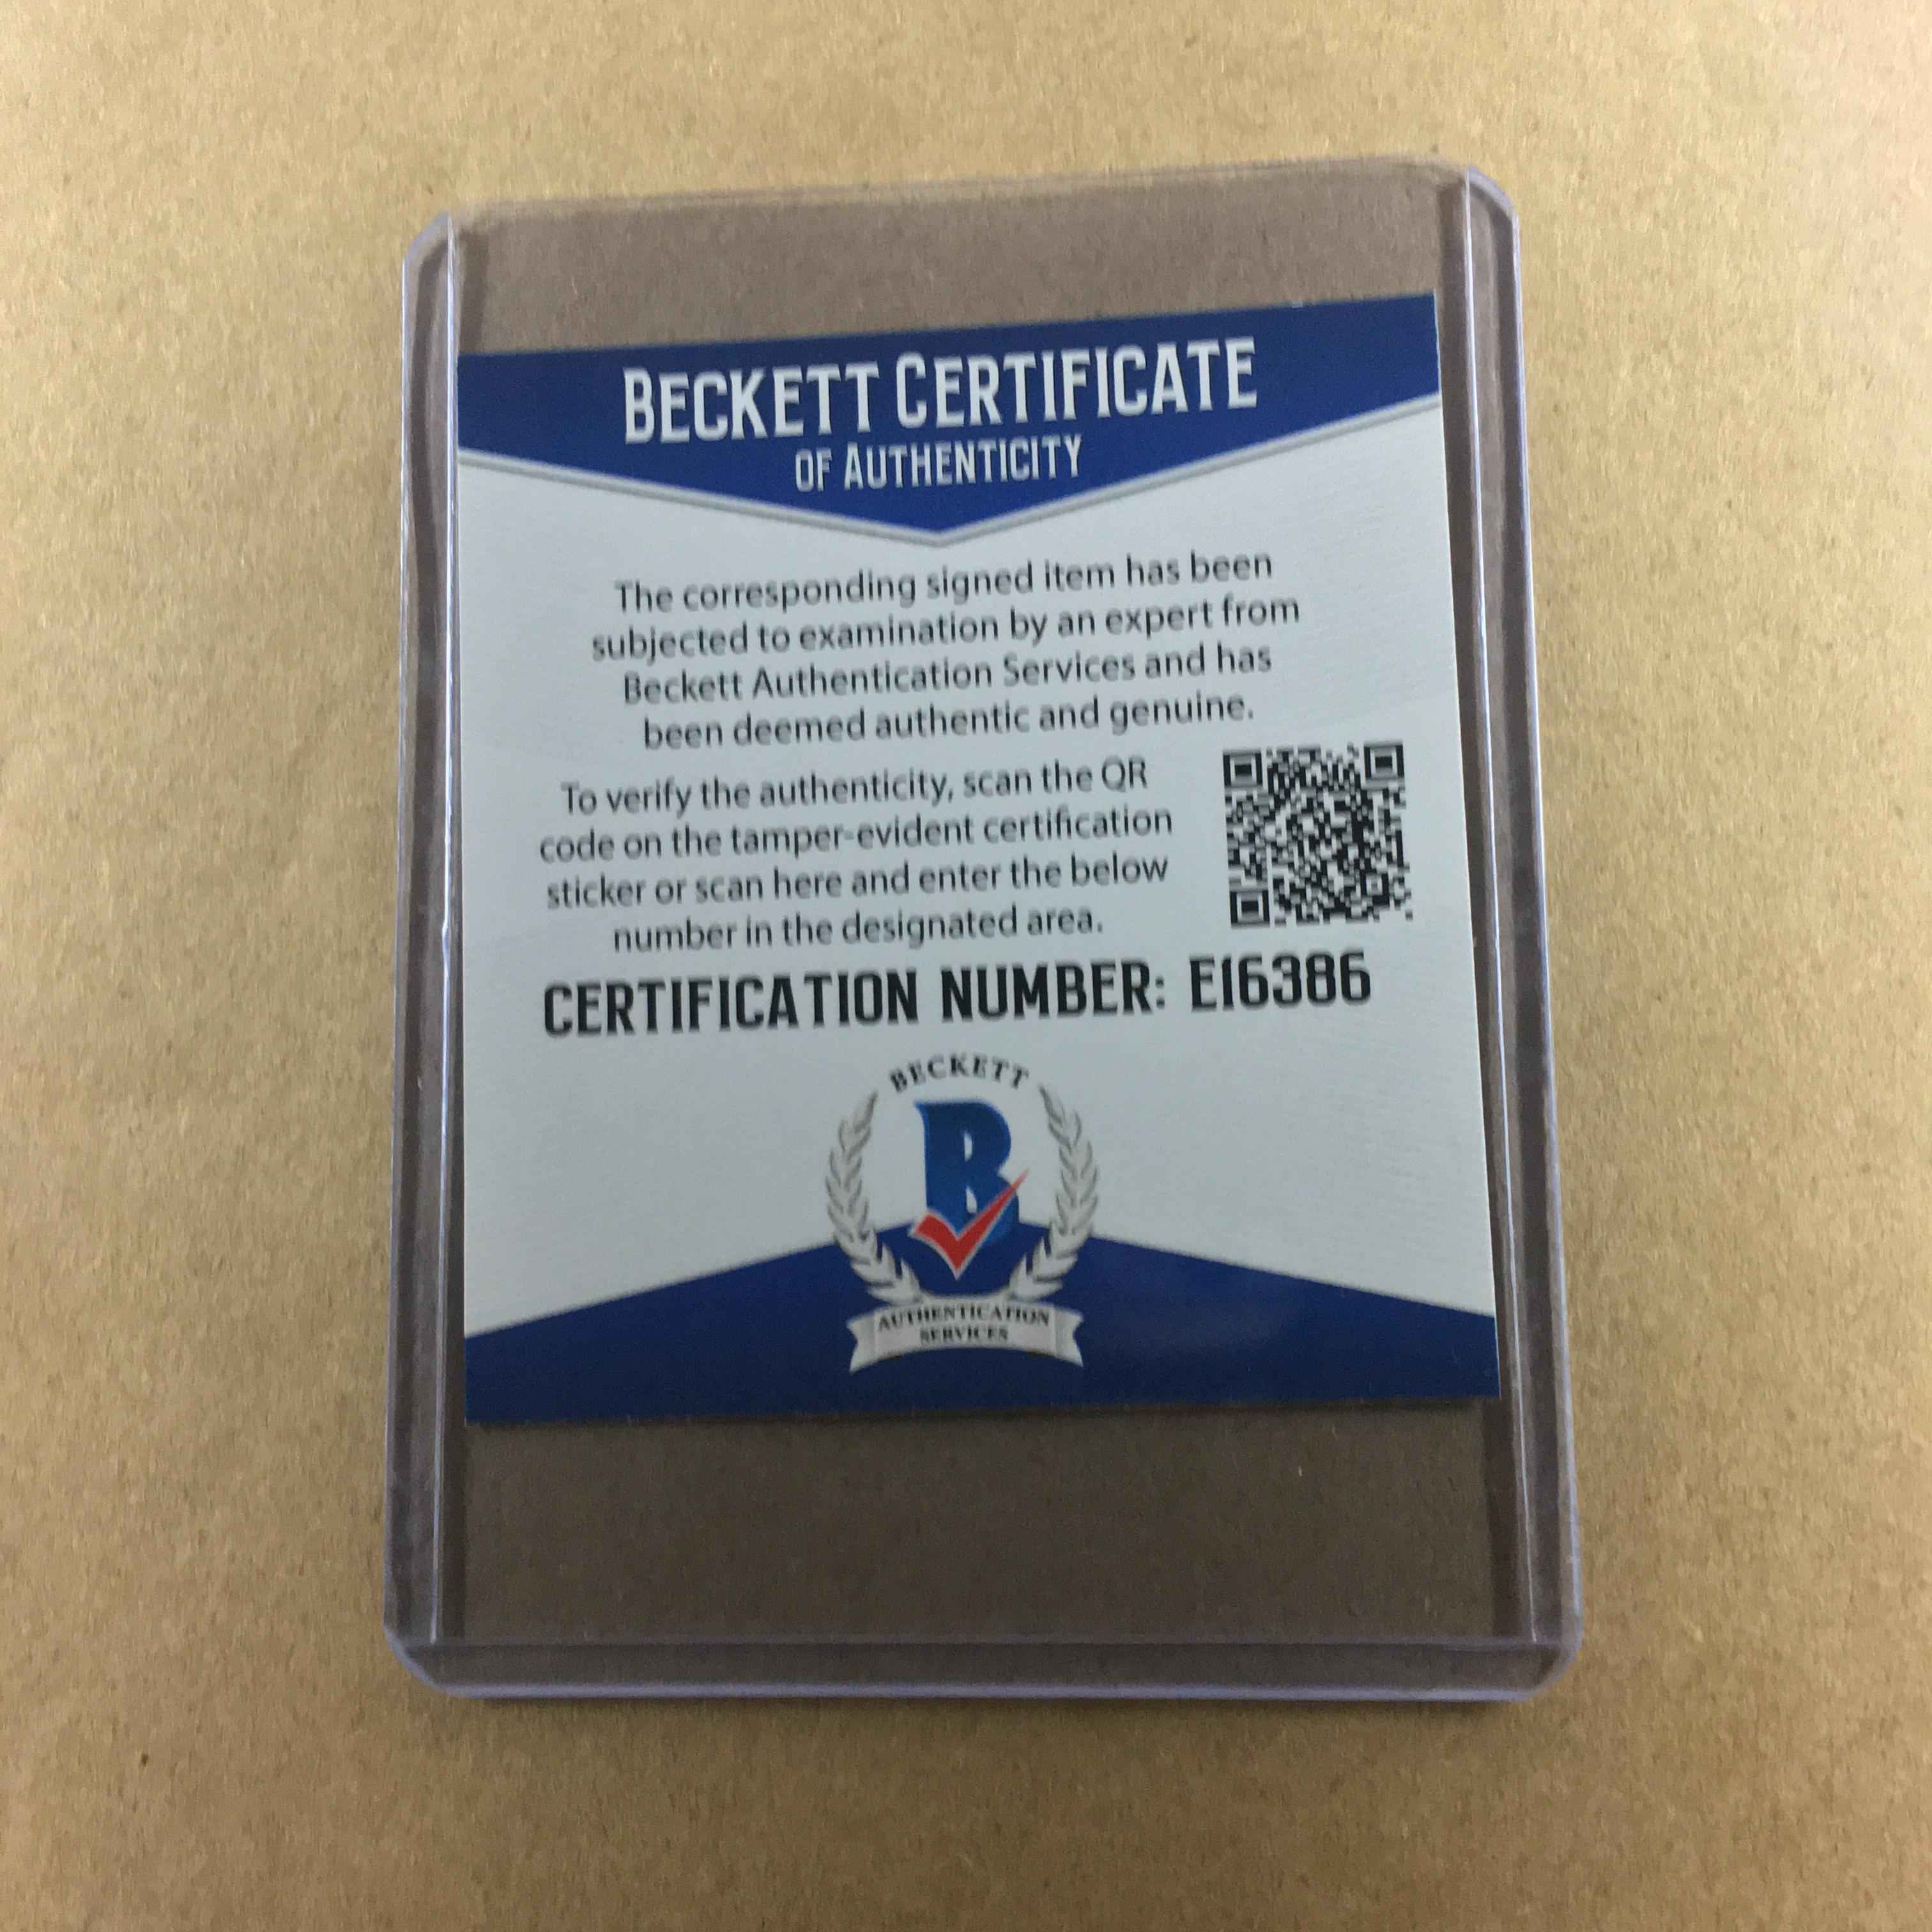 BECKETT CERTIFICATE
OF AUTHENTICITY
The corresponding signed item has been
subjected to examination by an expert from
Beckett Authentication Services and has
been deemed authentic and genuine.
To verify the authenticity, scan the QR
code on the tamper-evident certification
sticker or scan here and enter the below
number in the designated area.
CERTIFICATION NUMBER: E16386
BECKETT
B
AUTHENTICATION
SERVICES